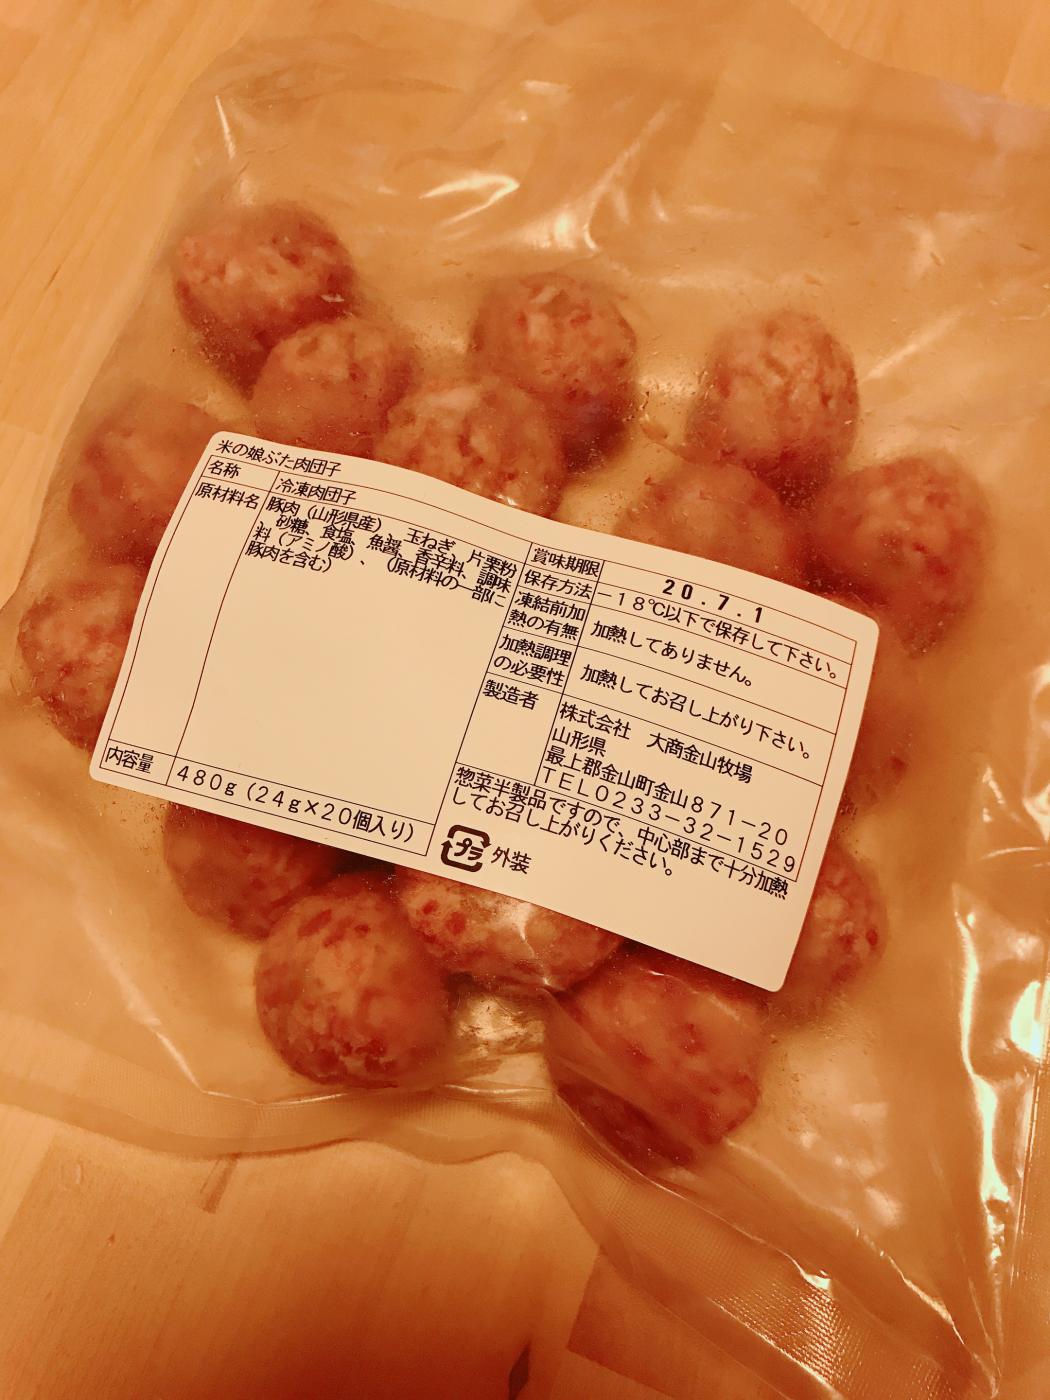 米の娘ぶた肉団子
名称 冷凍肉団子
原材料名 豚肉（山形県産）、玉ねぎ、片栗粉
、砂糖、食塩、魚醤、香辛料、調味
料（アミノ酸）、（原材料の一部に
豚肉を含む）
内容量 480g（24g×20個入り）
賞味期限 20.7.1
保存方法 －18℃以下で保存して下さい。
凍結前加
熱の有無 加熱してありません。
加熱調理
の必要性 加熱してお召し上がり下さい。
製造者 株式会社 大商金山牧場
山形県
最上郡金山町金山871－20
TEL0233－32－1529
惣菜半製品ですので、中心部まで十分加熱
してお召し上がりください。
プラ 外装